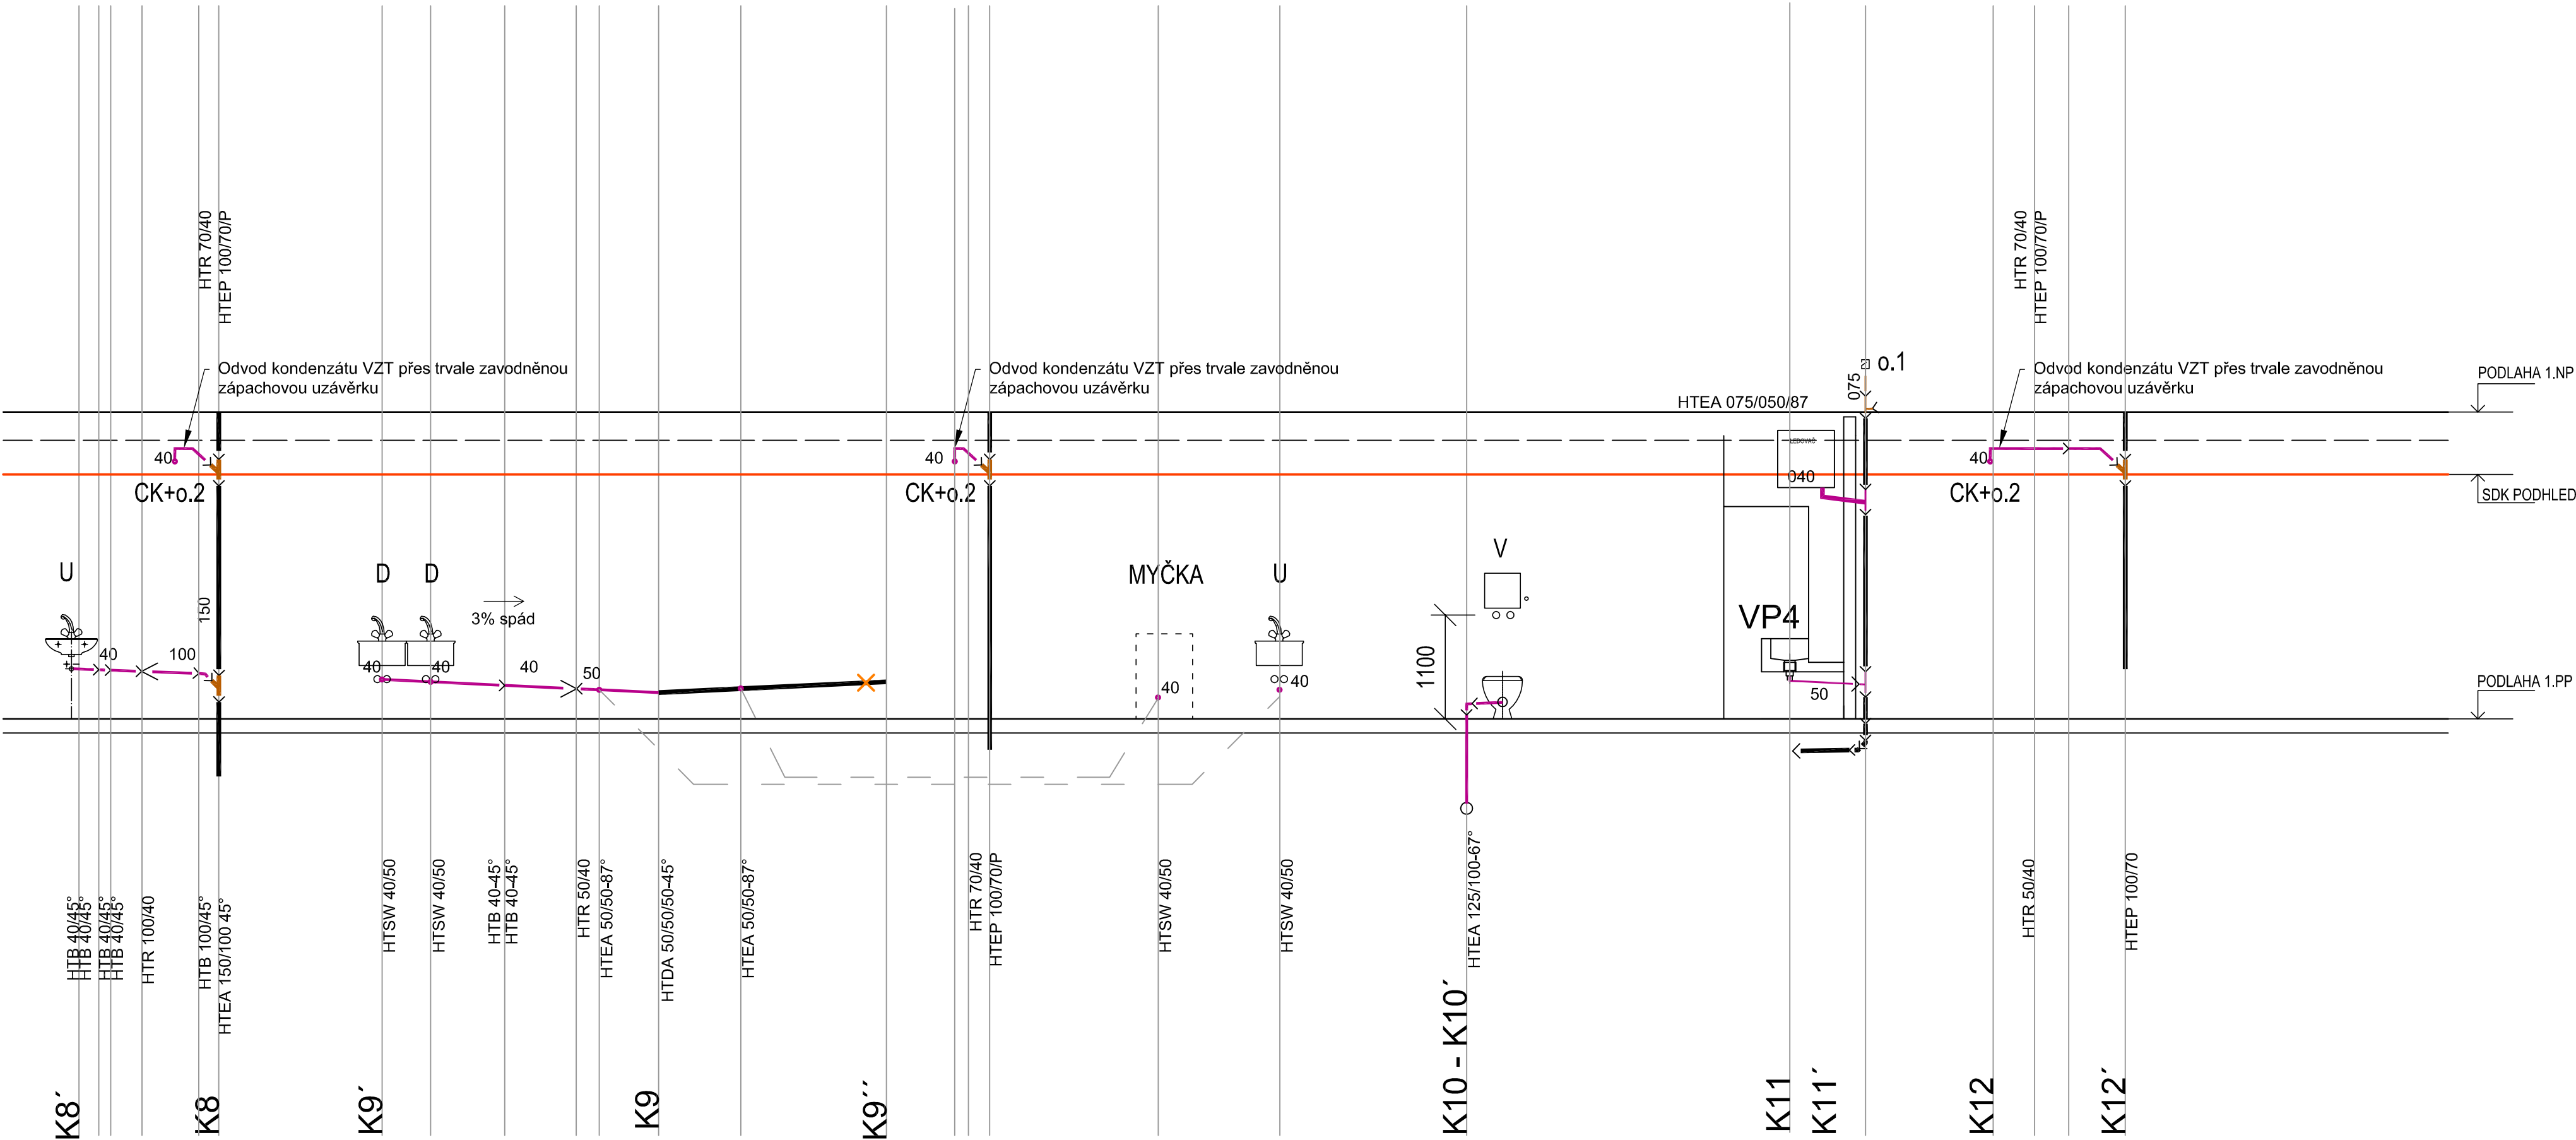 HTR 70/40
HTEP 100/70/P
HTR 70/40
HTEP 100/70/P
Odvod kondenzátu VZT přes trvale zavodněnou
zápachovou uzávěrku
Odvod kondenzátu VZT přes trvale zavodněnou
zápachovou uzávěrku
o.1
075
HTEA 075/050/87
Odvod kondenzátu VZT přes trvale zavodněnou
zápachovou uzávěrku
PODLAHA 1.NP
40
CK+o.2
40
CK+o.2
LEDOVAČ
040
40
CK+o.2
SDK PODHLED
U
D
D
MYČKA
U
V
VP4
150
3% spád
1100
40
100
40
40
40
50
40
40
50
PODLAHA 1.PP
HTB 40/45°
HTB 40/45°
HTB 40/45°
HTB 40/45°
HTR 100/40
HTB 100/45°
HTEA 150/100 45°
HTSW 40/50
HTSW 40/50
HTB 40-45°
HTB 40-45°
HTR 50/40
HTEA 50/50-87°
HTDA 50/50/50-45°
HTEA 50/50-87°
HTR 70/40
HTEP 100/70/P
HTSW 40/50
HTSW 40/50
HTEA 125/100-67°
HTR 50/40
HTEP 100/70
K8´
K8
K9´
K9
K9´´
K10 - K10´
K11
K11´
K12
K12´